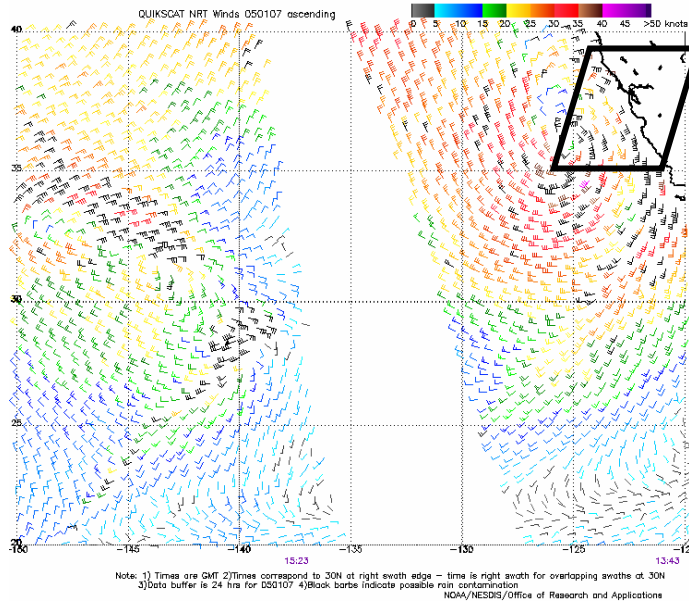 QUIKSCAT NRT Winds 050107 ascending
0 5 10 15 20 25 30 35 40 45 >50 knots
40
35
30
25
20
-150 -145 -140 -135 -130 -125 -120
15:23 13:43
Note: 1) Times are GMT 2)Times correspond to 30N at right swath edge - time is right swath for overlapping swaths at 30N
3)Data buffer is 24 hrs for 050107 4)Black barbs indicate possible rain contamination
NOAA/NESDIS/Office of Research and Applications